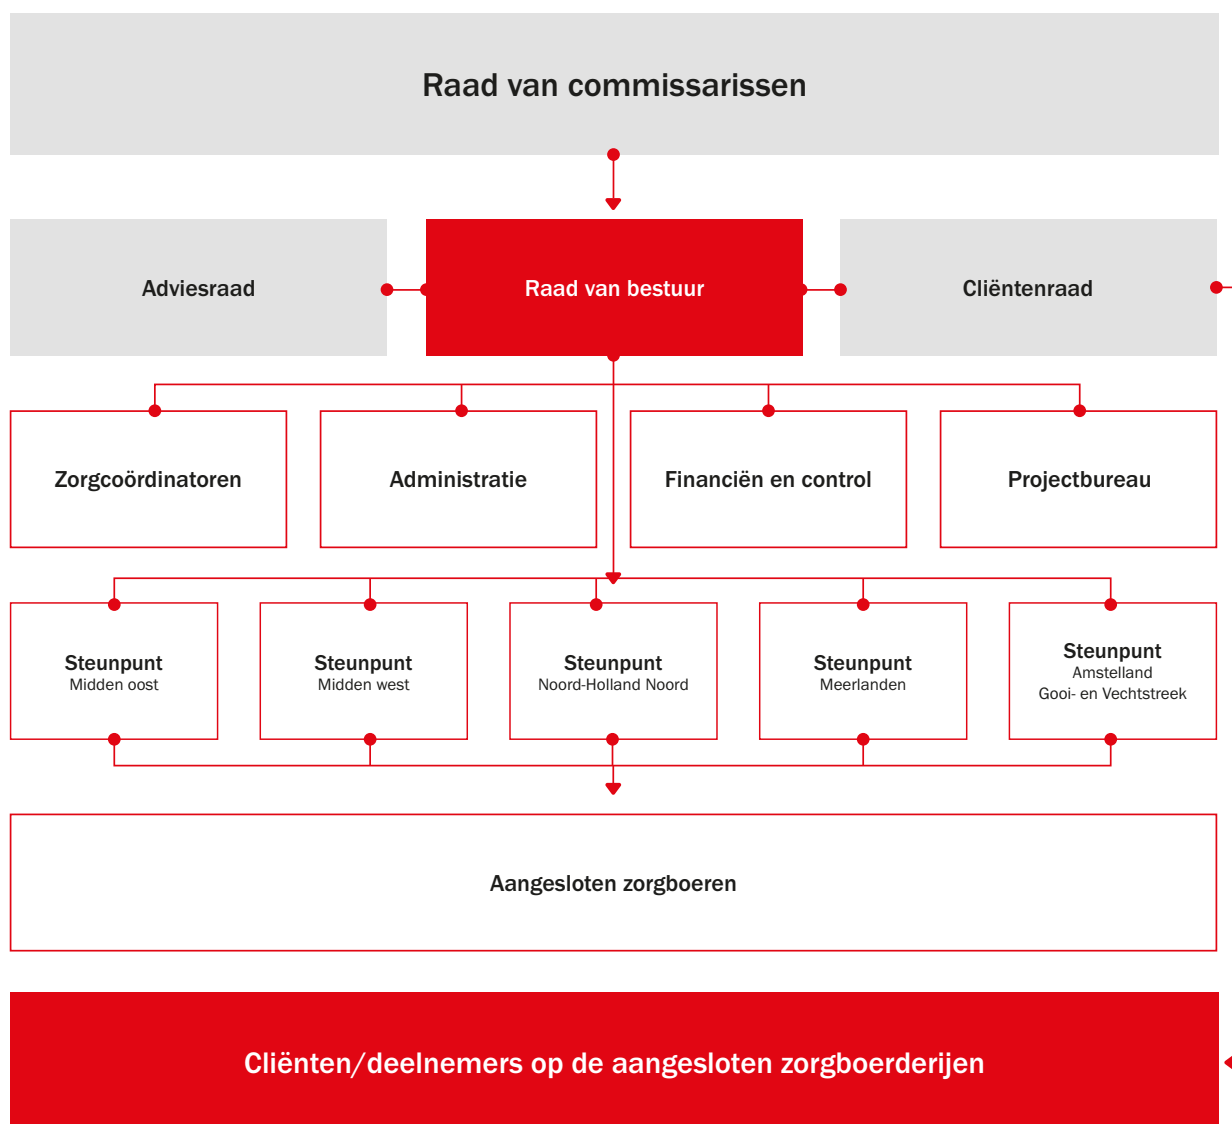 Raad van commissarissen
Adviesraad
Raad van bestuur
Cliëntenraad
Zorgcoördinatoren
Administratie
Financiën en control
Projectbureau
Steunpunt
Midden oost
Steunpunt
Midden west
Steunpunt
Noord-Holland Noord
Steunpunt
Meerlanden
Steunpunt
Amstelland
Gooi- en Vechtstreek
Aangesloten zorgboeren
Cliënten/deelnemers op de aangesloten zorgboerderijen